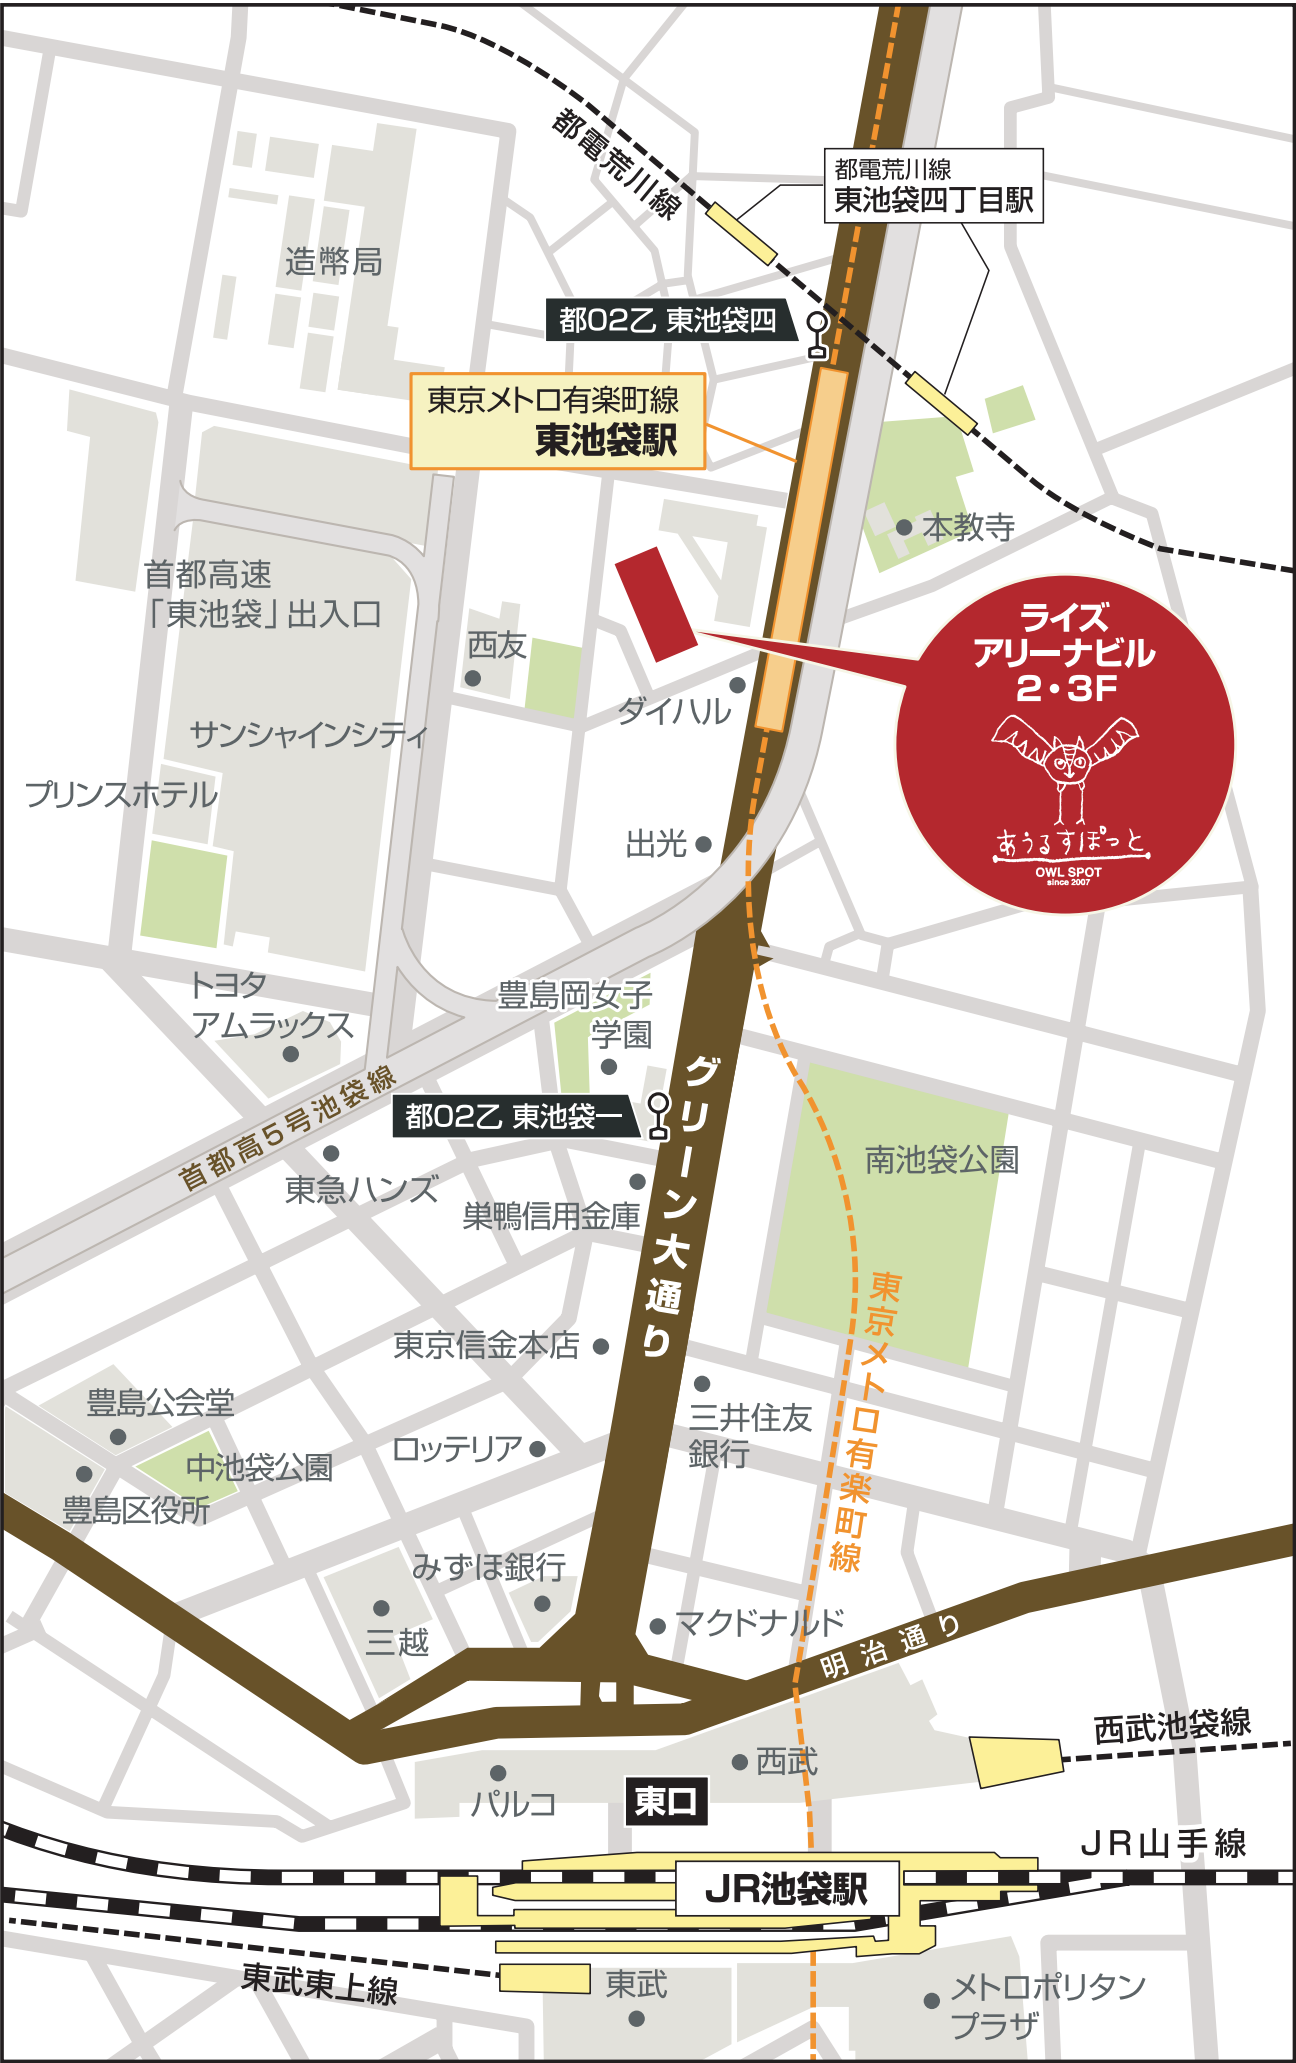 都電荒川線
都電荒川線
東池袋四丁目駅
造幣局
都02乙 東池袋四
東京メトロ有楽町線
東池袋駅
本教寺
首都高速
「東池袋」出入口
西友
ライズ
アリーナビル
2・3F
あうるすぽっと
OWL SPOT
since 2007
ダイハル
サンシャインシティ
プリンスホテル
出光
トヨタ
アムラックス
豊島岡女子
学園
首都高5号池袋線
都02乙 東池袋一
グリーン大通り
東急ハンズ
巣鴨信用金庫
南池袋公園
東京メトロ有楽町線
東京信金本店
三井住友
銀行
豊島公会堂
ロッテリア
中池袋公園
豊島区役所
みずほ銀行
三越
マクドナルド
明治通り
西武池袋線
西武
パルコ
東口
JR山手線
JR池袋駅
東武東上線
東武
メトロポリタン
プラザ